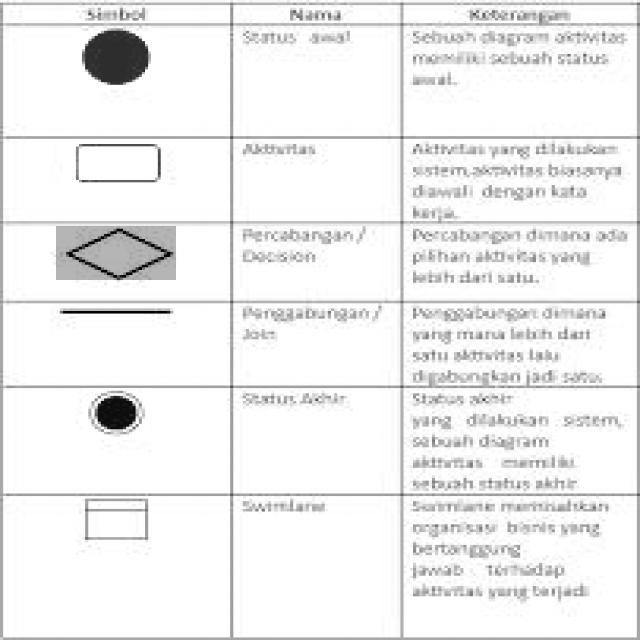 Simbol Nama Keterangan
Status awal
Sebuah diagram aktivitas
memiliki sebuah status
awal.
Aktivitas
Aktivitas yang dilakukan
sistem,aktivitas biasanya
diawali dengan kata
kerja.
Percabangan /
Decision
Percabangan dimana ada
pilihan aktivitas yang
lebih dari satu.
Penggabungan /
Join
Penggabungan dimana
yang mana lebih dari
satu aktivitas lalu
digabungkan jadi satu.
Status Akhir
Status akhir
yang dilakukan sistem,
sebuah diagram
aktivitas memiliki
sebuah status akhir
Swimlane
Swimlane memisahkan
organisasi bisnis yang
bertanggung
jawab terhadap
aktivitas yang terjadi